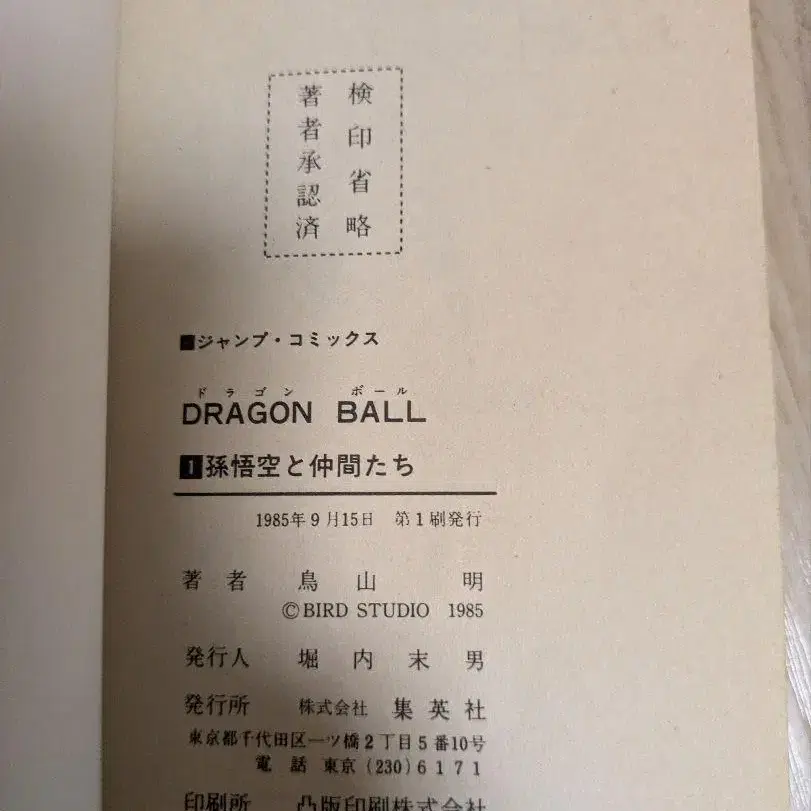 検印省略
著者承認済
■ジャンプ・コミックス
ドラゴン ボール
DRAGON BALL
1孫悟空と仲間たち
1985年9月15日 第1刷発行
著者 鳥山 明
©BIRD STUDIO 1985
発行人 堀内末男
発行所 株式会社 集英社
東京都千代田区一ツ橋2丁目5番10号
電話 東京(230)6171
印刷所 凸版印刷株式会社